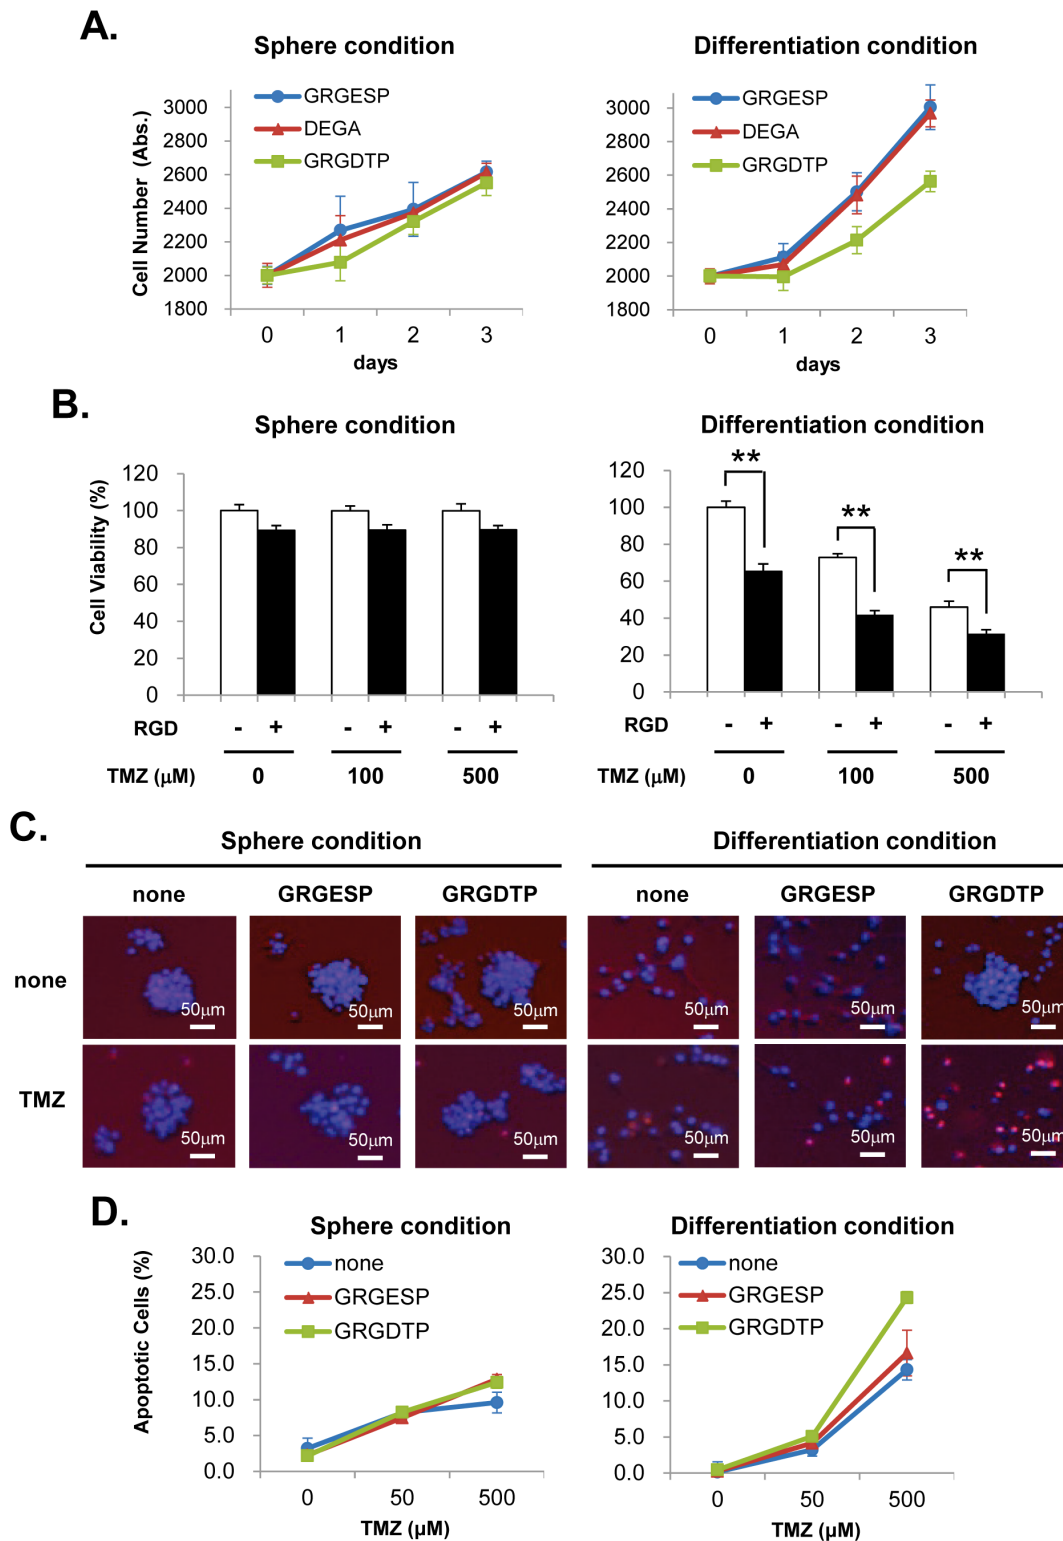 A.
Sphere condition
Differentiation condition
Cell Number (Abs.)
3000
2600
2400
2200
2000
1800
GRGESP
DEGA
GRGDTP
0 1 2 3
days
3000
2600
2400
2200
2000
1800
GRGESP
DEGA
GRGDTP
0 1 2 3
days
B.
Sphere condition
Differentiation condition
Cell Viability (%)
120
100
80
60
40
20
0
RGD - + - + - +
TMZ (μM) 0 100 500
120
100
80
60
40
20
0
** ** **
RGD - + - + - +
TMZ (μM) 0 100 500
C.
Sphere condition
Differentiation condition
none GRGESP GRGDTP none GRGESP GRGDTP
none
50μm 50μm 50μm 50μm 50μm 50μm
TMZ
50μm 50μm 50μm 50μm 50μm 50μm
D.
Sphere condition
Differentiation condition
Apoptotic Cells (%)
30.0
25.0
20.0
15.0
10.0
5.0
0.0
none
GRGESP
GRGDTP
0 50 500
TMZ (μM)
30.0
25.0
20.0
15.0
10.0
5.0
0.0
none
GRGESP
GRGDTP
0 50 500
TMZ (μM)